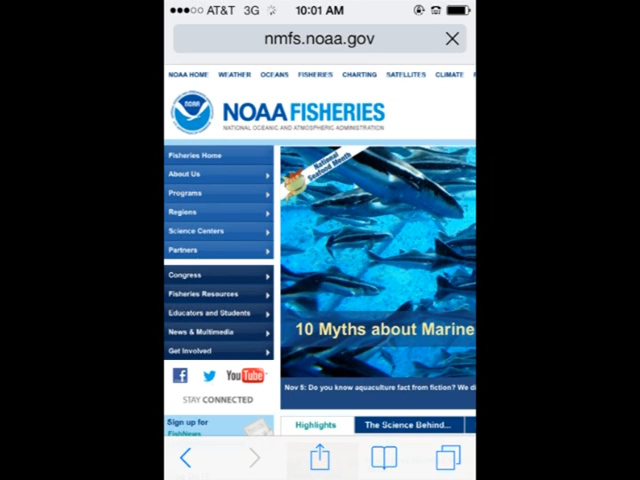 AT&T 3G 10:01 AM
nmfs.noaa.gov
NOAA HOME WEATHER OCEANS FISHERIES CHARTING SATELLITES CLIMATE
NOAA
NOAA FISHERIES
NATIONAL OCEANIC AND ATMOSPHERIC ADMINISTRATION
Fisheries Home
About Us
Programs
Regions
Science Centers
Partners
Congress
Fisheries Resources
Educators and Students
News & Multimedia
Get Involved
National
Seafood Month
10 Myths about Marine
Nov 5: Do you know aquaculture fact from fiction? We
YouTube
STAY CONNECTED
Sign up for
FishNews
Highlights
The Science Behind...